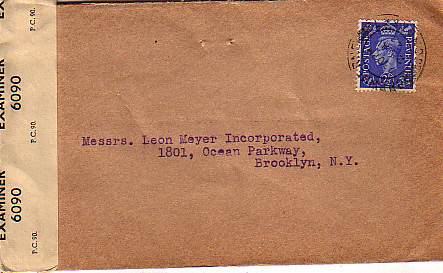 P.C.90.
EXAMINER
6090
P.C.90.
EXAMINER
6090
P.C.90.
POSTAGE
REVENUE
Messrs. Leon Meyer Incorporated,
1801, Ocean Parkway,
Brooklyn, N.Y.